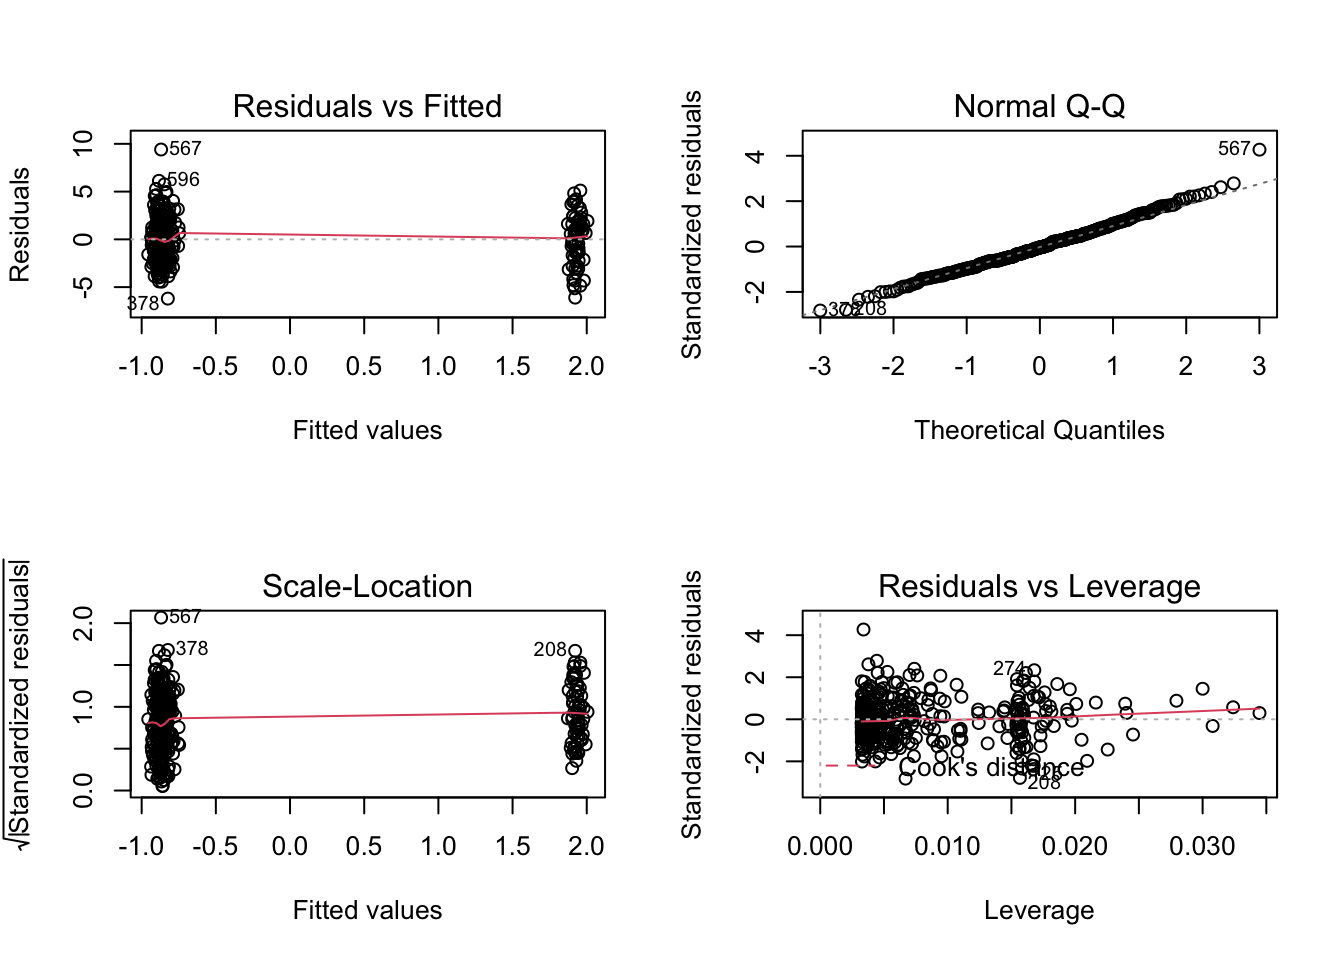 Residuals vs Fitted
Residuals
10
5
0
-5
567
596
378
-1.0 -0.5 0.0 0.5 1.0 1.5 2.0
Fitted values
Normal Q-Q
Standardized residuals
4
2
0
-2
567
378
208
-3 -2 -1 0 1 2 3
Theoretical Quantiles
Scale-Location
√|Standardized residuals|
2.0
1.0
0.0
567
378
208
-1.0 -0.5 0.0 0.5 1.0 1.5 2.0
Fitted values
Residuals vs Leverage
Standardized residuals
4
2
0
-2
274
Cook's distance
208
0.000 0.010 0.020 0.030
Leverage